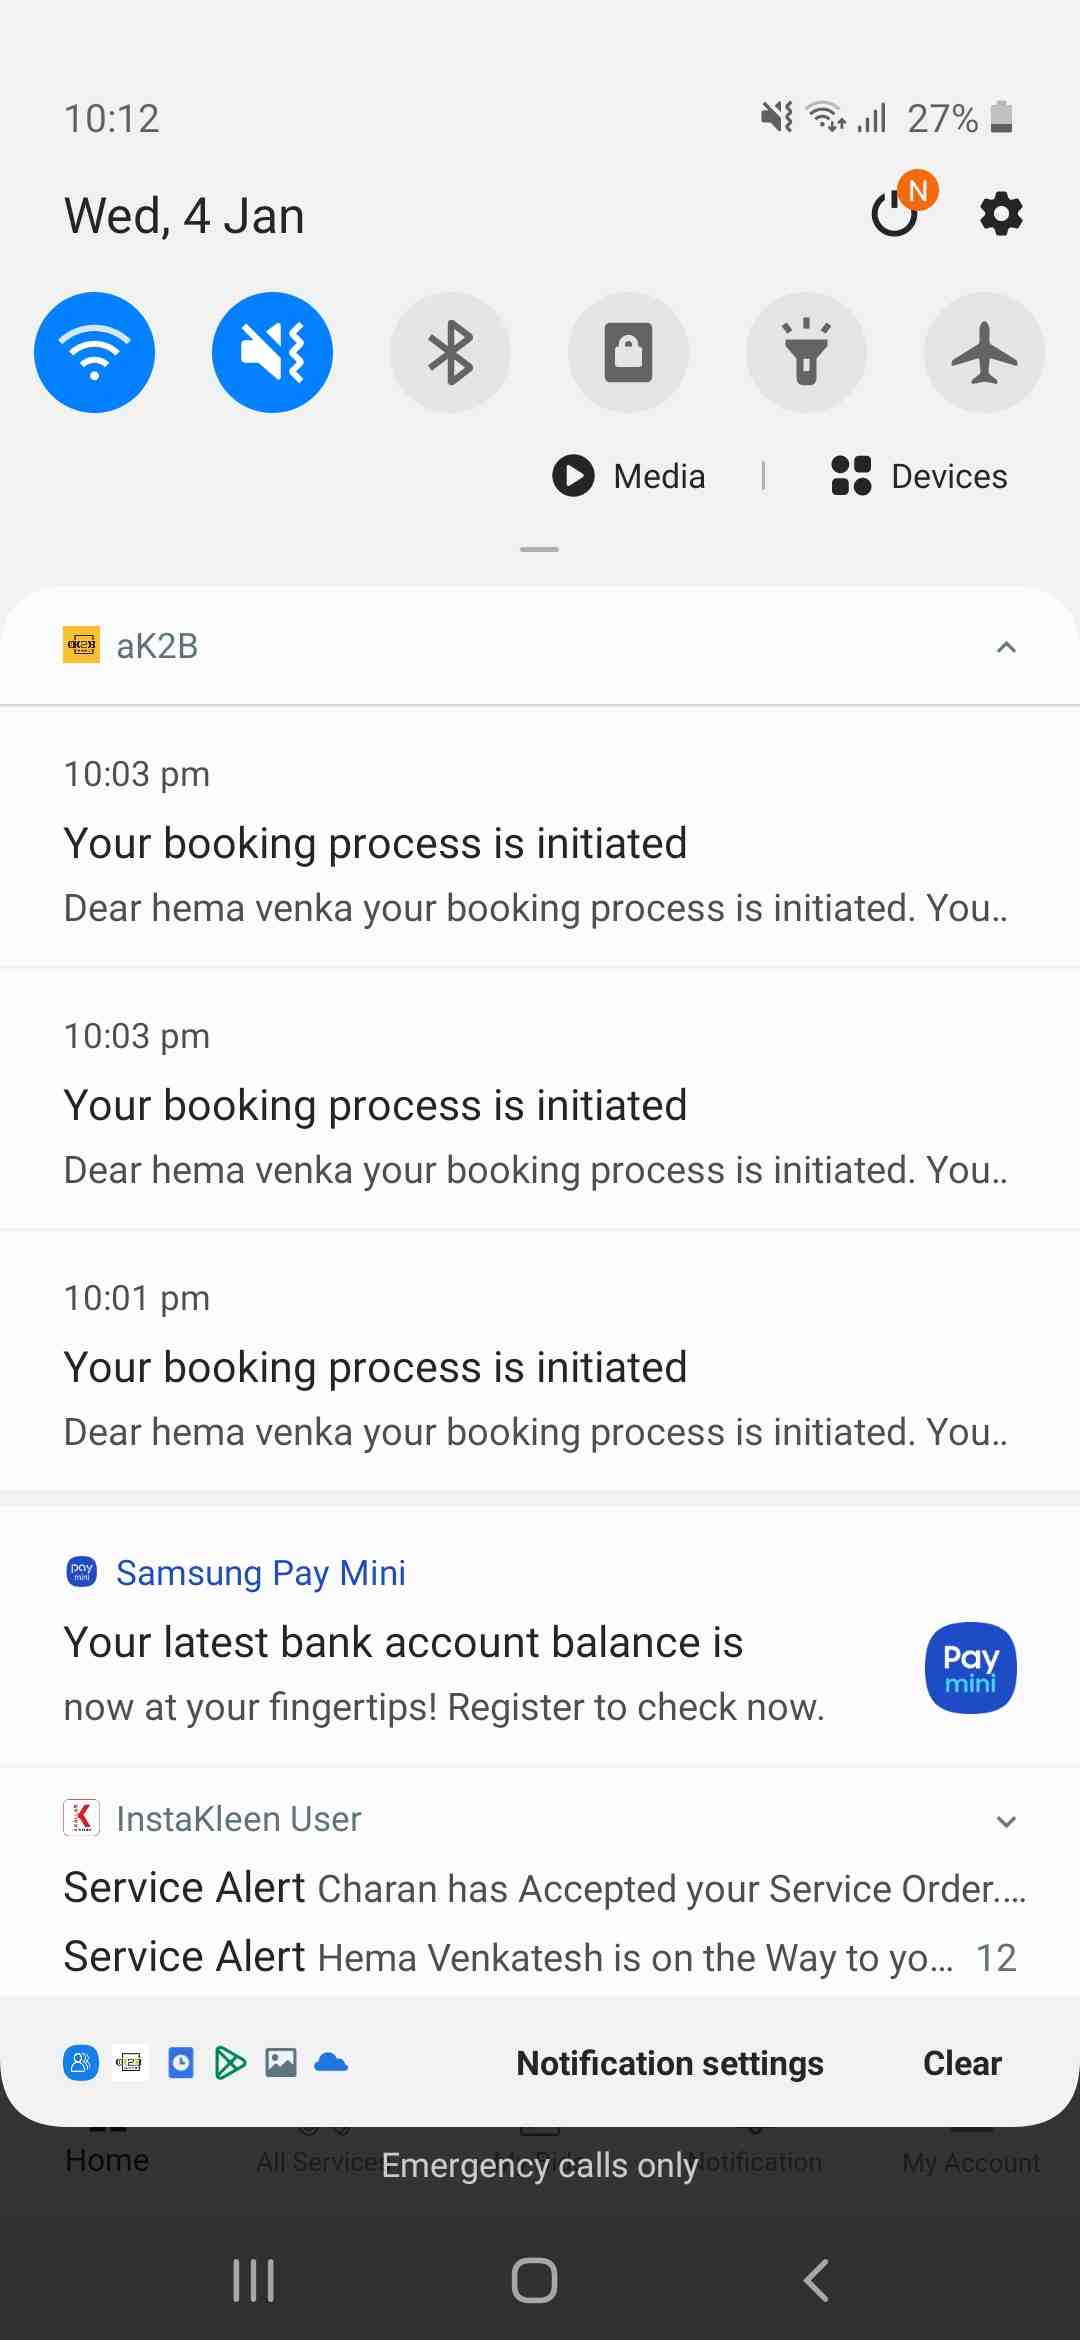 10:12
27%
Wed, 4 Jan
N
Media
Devices
aK2B
10:03 pm
Your booking process is initiated
Dear hema venka your booking process is initiated. You..
10:03 pm
Your booking process is initiated
Dear hema venka your booking process is initiated. You..
10:01 pm
Your booking process is initiated
Dear hema venka your booking process is initiated. You..
pay
mini
Samsung Pay Mini
Your latest bank account balance is
now at your fingertips! Register to check now.
Pay
mini
K
InstaKleen User
Service Alert Charan has Accepted your Service Order....
Service Alert Hema Venkatesh is on the Way to yo... 12
Notification settings
Clear
Home
All Services
Emergency calls only
Notification
My Account